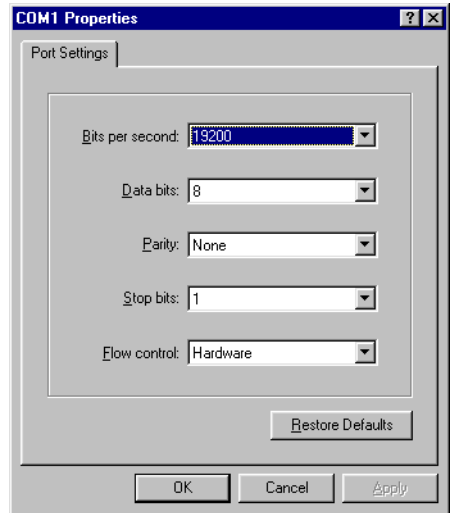 COM1 Properties
Port Settings
Bits per second: 19200
Data bits: 8
Parity: None
Stop bits: 1
Flow control: Hardware
Restore Defaults
OK Cancel Apply